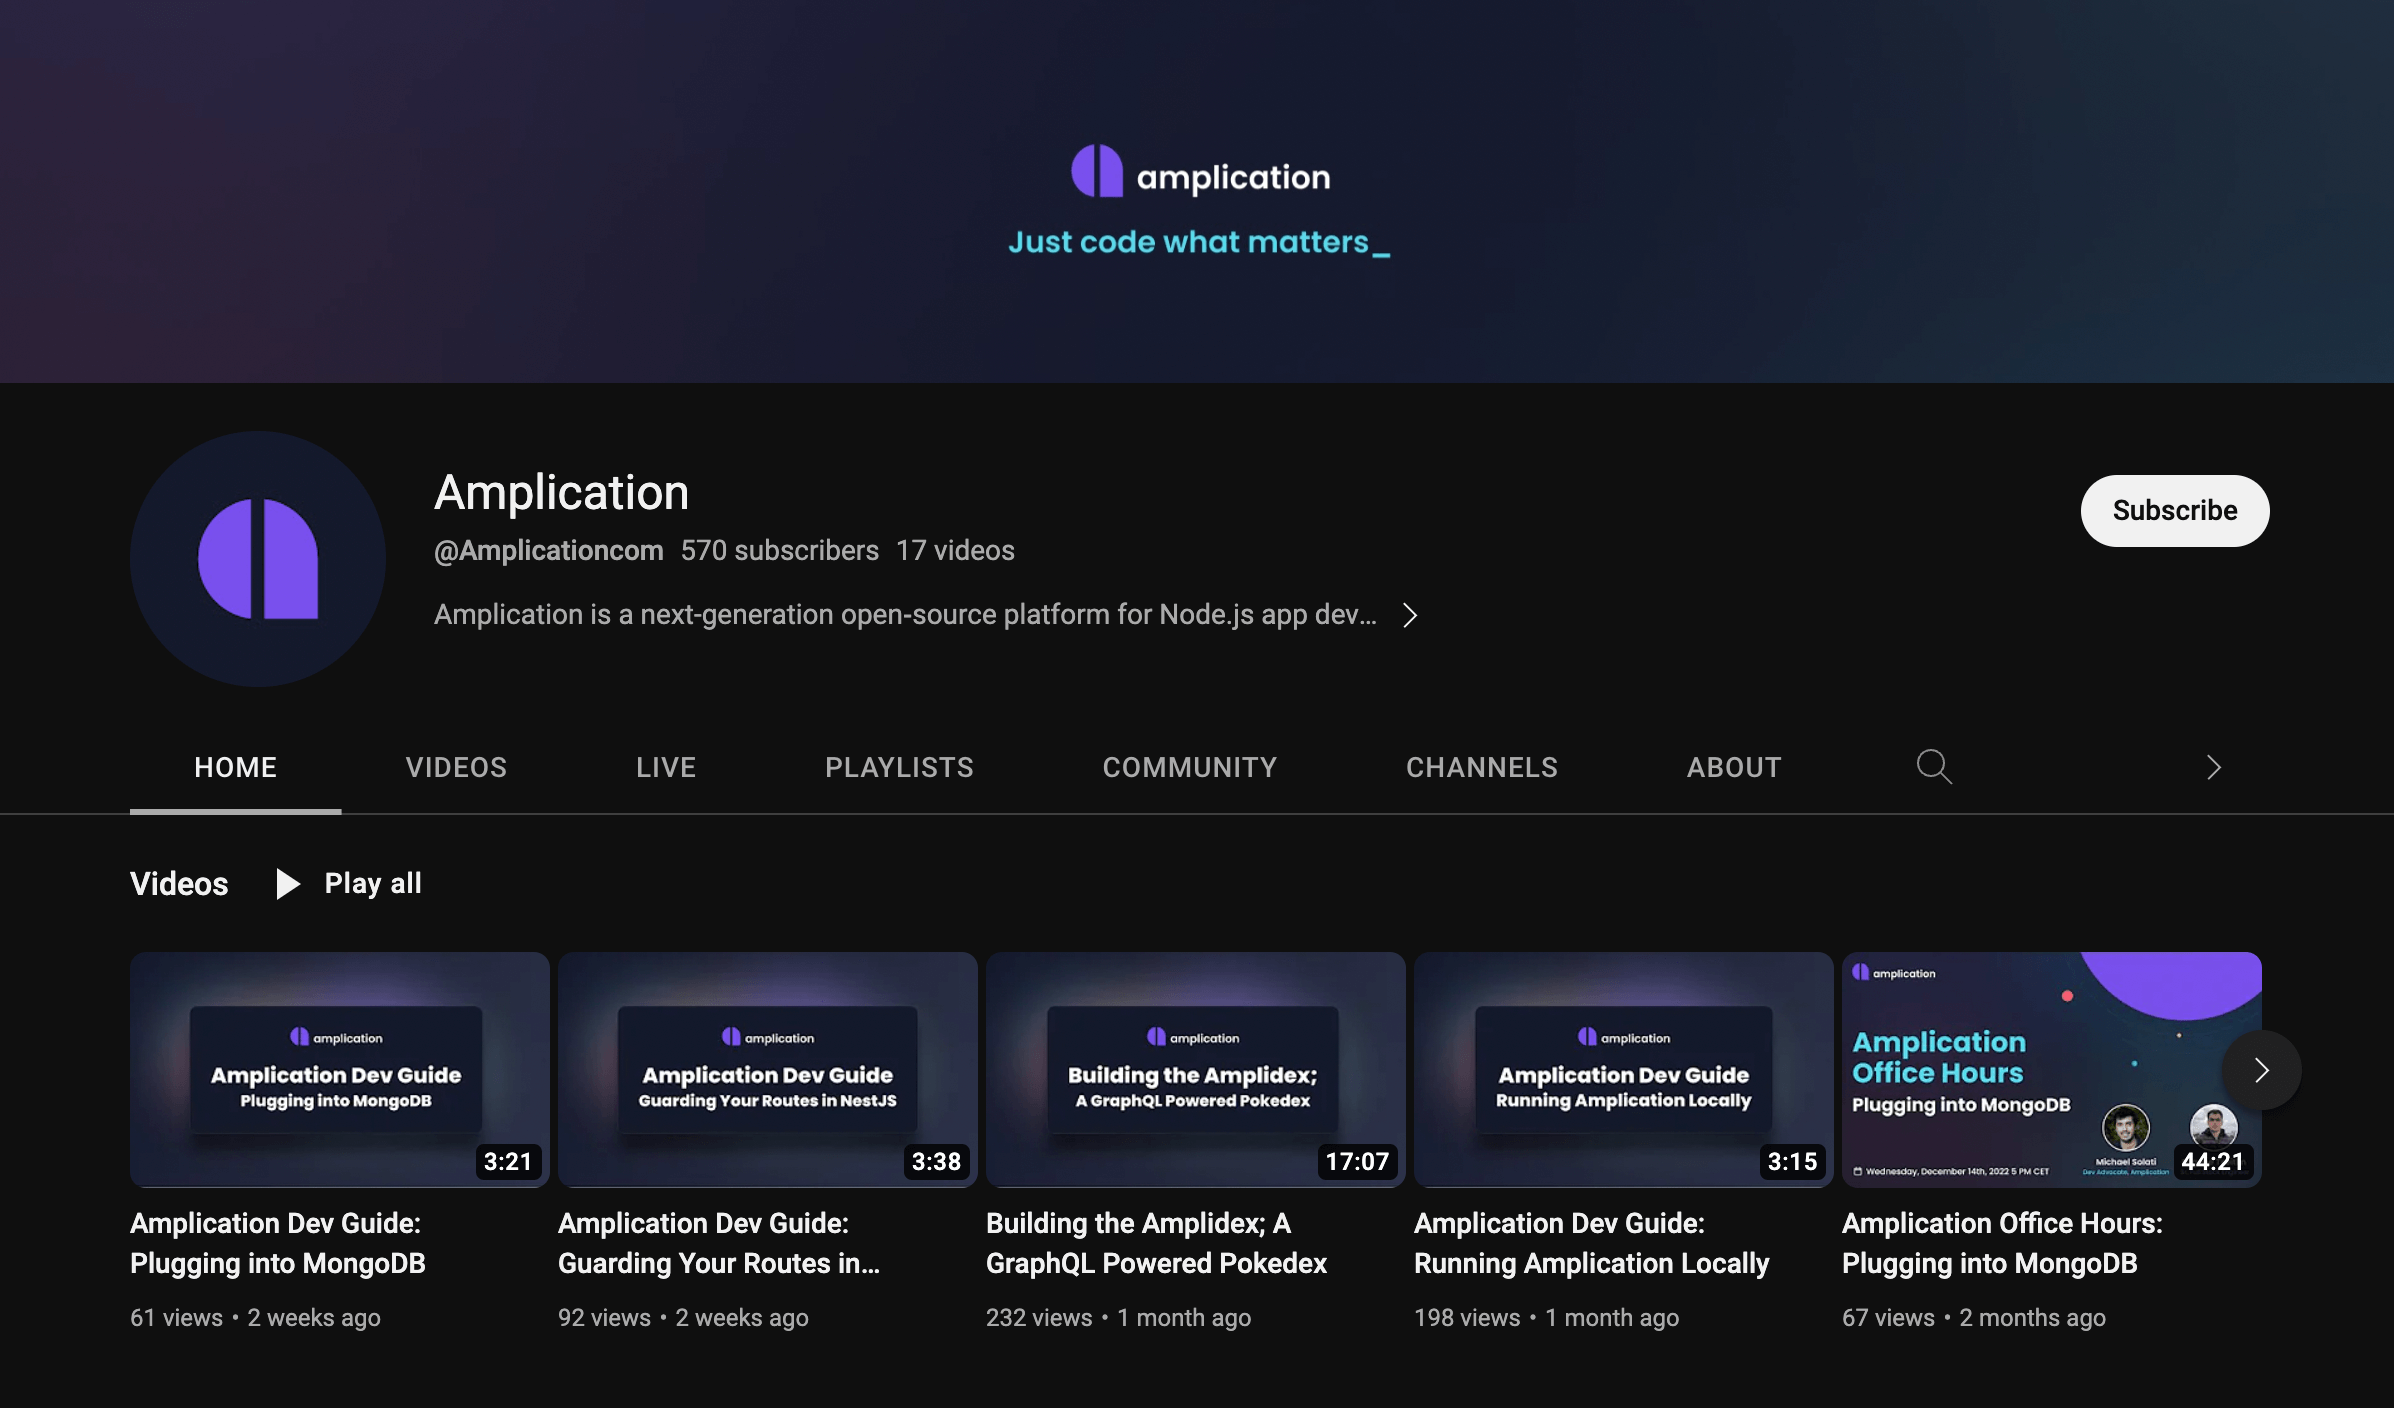 amplication
Just code what matters_
Amplication
@Amplicationcom 570 subscribers 17 videos
Subscribe
Amplication is a next-generation open-source platform for Node.js app dev...
HOME VIDEOS LIVE PLAYLISTS COMMUNITY CHANNELS ABOUT
Videos Play all
amplication
Amplication Dev Guide
Plugging into MongoDB
3:21
amplication
Amplication Dev Guide
Guarding Your Routes in NestJS
3:38
amplication
Building the Amplidex;
A GraphQL Powered Pokedex
17:07
amplication
Amplication Dev Guide
Running Amplication Locally
3:15
amplication
Amplication
Office Hours
Plugging into MongoDB
Michael Solati
Dev Advocate, Amplication
Wednesday, December 14th, 2022 5 PM CET
44:21
Amplication Dev Guide:
Plugging into MongoDB
61 views • 2 weeks ago
Amplication Dev Guide:
Guarding Your Routes in...
92 views • 2 weeks ago
Building the Amplidex; A
GraphQL Powered Pokedex
232 views • 1 month ago
Amplication Dev Guide:
Running Amplication Locally
198 views • 1 month ago
Amplication Office Hours:
Plugging into MongoDB
67 views • 2 months ago